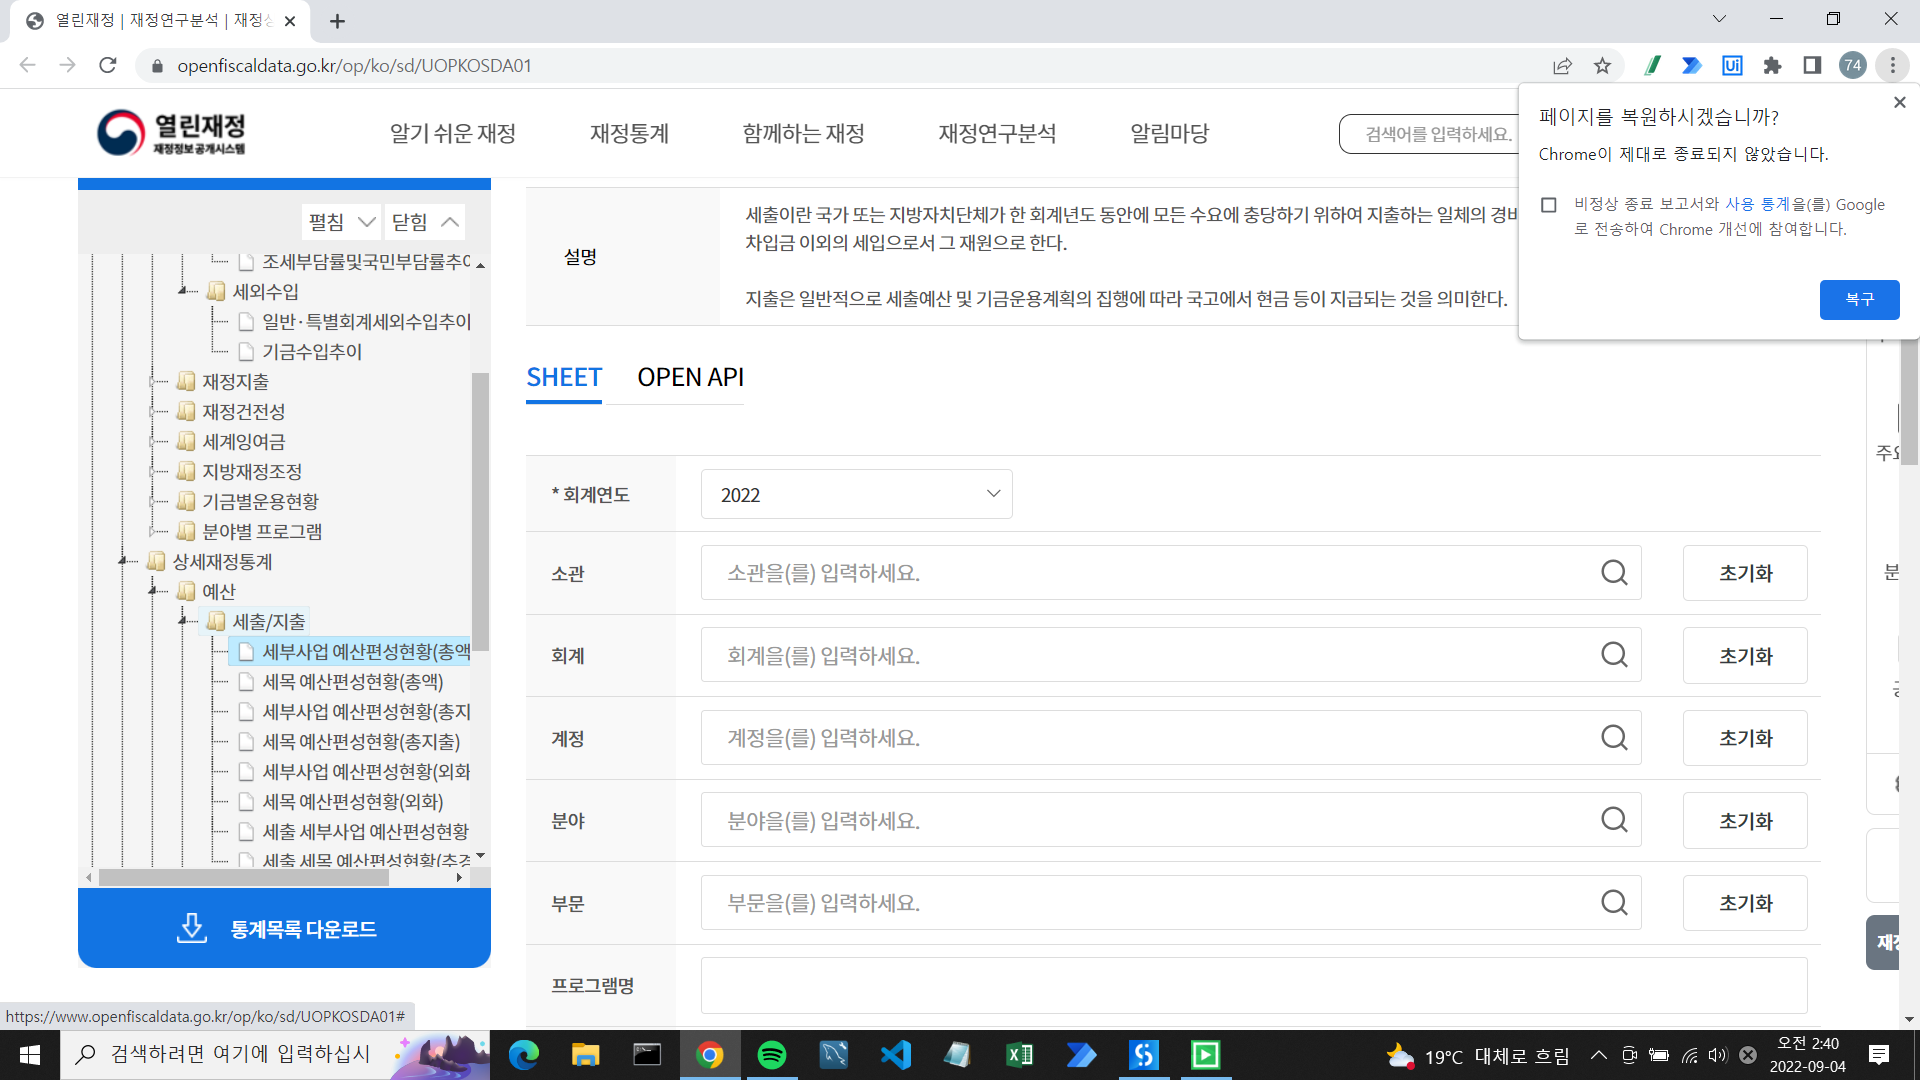 열린재정 | 재정연구분석 | 재정상
openfiscaldata.go.kr/op/ko/sd/UOPKOSDA01
74
열린재정
재정정보공개시스템
알기 쉬운 재정
재정통계
함께하는 재정
재정연구분석
알림마당
검색어를 입력하세요.
페이지를 복원하시겠습니까?
Chrome이 제대로 종료되지 않았습니다.
비정상 종료 보고서와 사용 통계을(를) Google
로 전송하여 Chrome 개선에 참여합니다.
복구
펼침
닫힘
조세부담률및국민부담률추이
세외수입
일반·특별회계세외수입추이
기금수입추이
재정지출
재정건전성
세계잉여금
지방재정조정
기금별운용현황
분야별 프로그램
상세재정통계
예산
세출/지출
세부사업 예산편성현황(총액
세목 예산편성현황(총액)
세부사업 예산편성현황(총지
세목 예산편성현황(총지출)
세부사업 예산편성현황(외화
세목 예산편성현황(외화)
세출 세부사업 예산편성현황
세출 세목 예산편성현황(추경
통계목록 다운로드
설명
세출이란 국가 또는 지방자치단체가 한 회계년도 동안에 모든 수요에 충당하기 위하여 지출하는 일체의 경비
차입금 이외의 세입으로서 그 재원으로 한다.
지출은 일반적으로 세출예산 및 기금운용계획의 집행에 따라 국고에서 현금 등이 지급되는 것을 의미한다.
SHEET
OPEN API
* 회계연도
2022
소관
소관을(를) 입력하세요.
초기화
회계
회계을(를) 입력하세요.
초기화
계정
계정을(를) 입력하세요.
초기화
분야
분야을(를) 입력하세요.
초기화
부문
부문을(를) 입력하세요.
초기화
프로그램명
주요
분
재정
https://www.openfiscaldata.go.kr/op/ko/sd/UOPKOSDA01#
검색하려면 여기에 입력하십시
19°C 대체로 흐림
오전 2:40
2022-09-04